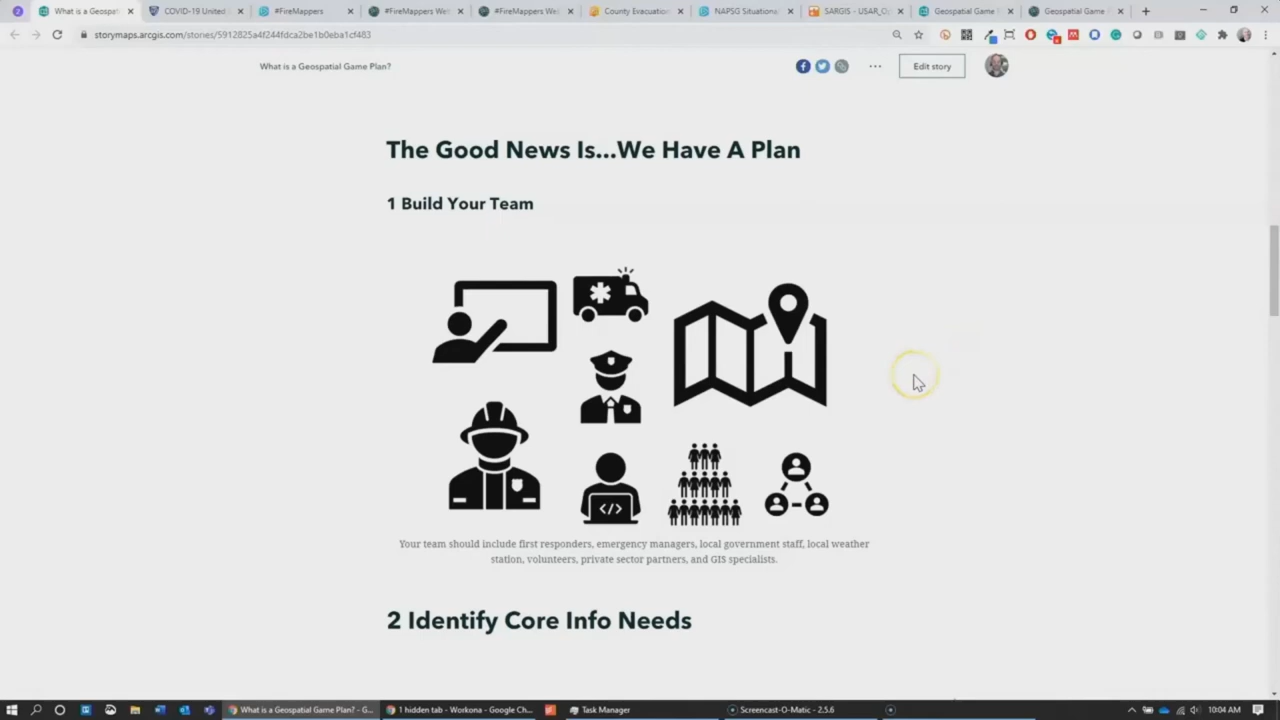 What is a Geospati
COVID-19 United
#FireMappers
#FireMappers We
#FireMappers We
County Evacuation
NAPSG Situational
SARGIS - USAR_O
Geospatial Game
Geospatial Game
storymaps.arcgis.com/stories/5912825a4f244fdca2be1b0eba1cf483
What is a Geospatial Game Plan?
Edit story
The Good News Is...We Have A Plan
1 Build Your Team
</>
Your team should include first responders, emergency managers, local government staff, local weather
station, volunteers, private sector partners, and GIS specialists.
2 Identify Core Info Needs
What is a Geospatial Game Plan? - G...
1 hidden tab - Workona - Google Ch...
Task Manager
Screencast-O-Matic - 2.5.6
10:04 AM